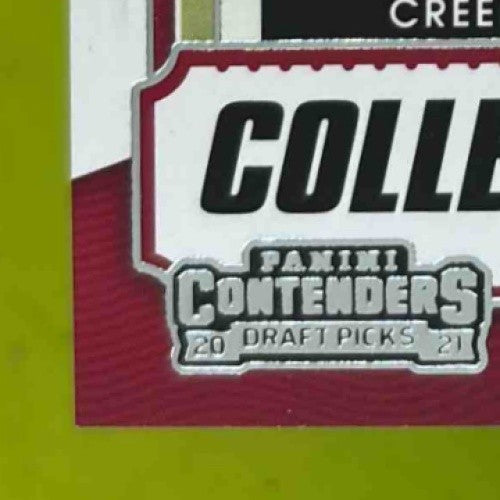 CREE
COLLE
PANINI
CONTENDERS
20 DRAFT PICKS 21